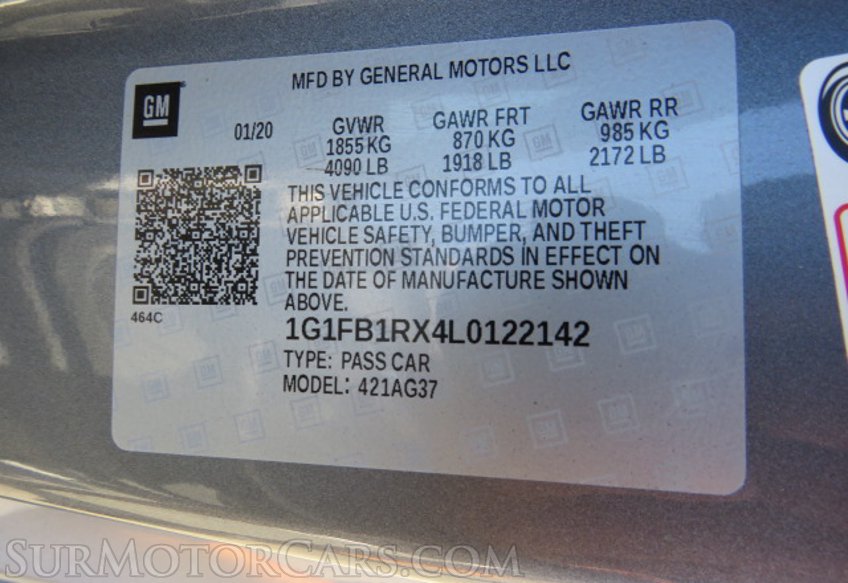 MFD BY GENERAL MOTORS LLC
GM
01/20
GVWR
1855 KG
4090 LB
GAWR FRT
870 KG
1918 LB
GAWR RR
985 KG
2172 LB
THIS VEHICLE CONFORMS TO ALL
APPLICABLE U.S. FEDERAL MOTOR
VEHICLE SAFETY, BUMPER, AND THEFT
PREVENTION STANDARDS IN EFFECT ON
THE DATE OF MANUFACTURE SHOWN
ABOVE.
464C
1G1FB1RX4L0122142
TYPE: PASS CAR
MODEL: 421AG37
SurMotorCars.com